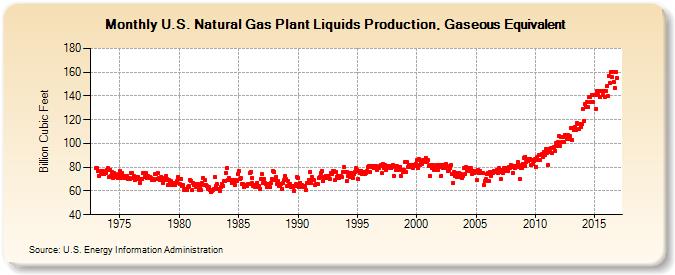 Monthly U.S. Natural Gas Plant Liquids Production, Gaseous Equivalent
Billion Cubic Feet
180
160
140
120
100
80
60
40
1975 1980 1985 1990 1995 2000 2005 2010 2015
Source: U.S. Energy Information Administration